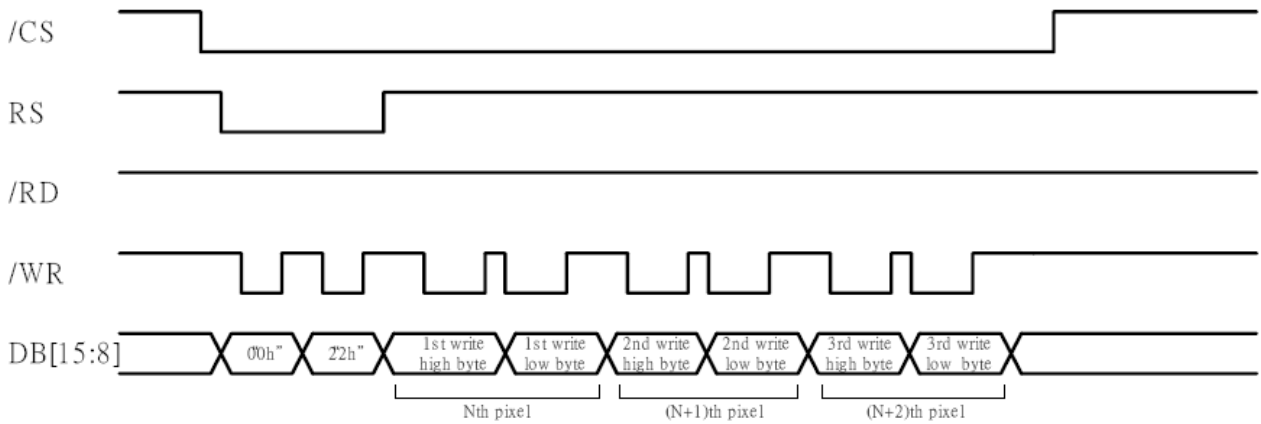 /CS
RS
/RD
/WR
DB[15:8]
"00h"
"22h"
1st write
high byte
1st write
low byte
2nd write
high byte
2nd write
low byte
3rd write
high byte
3rd write
low byte
Nth pixel
(N+1)th pixel
(N+2)th pixel